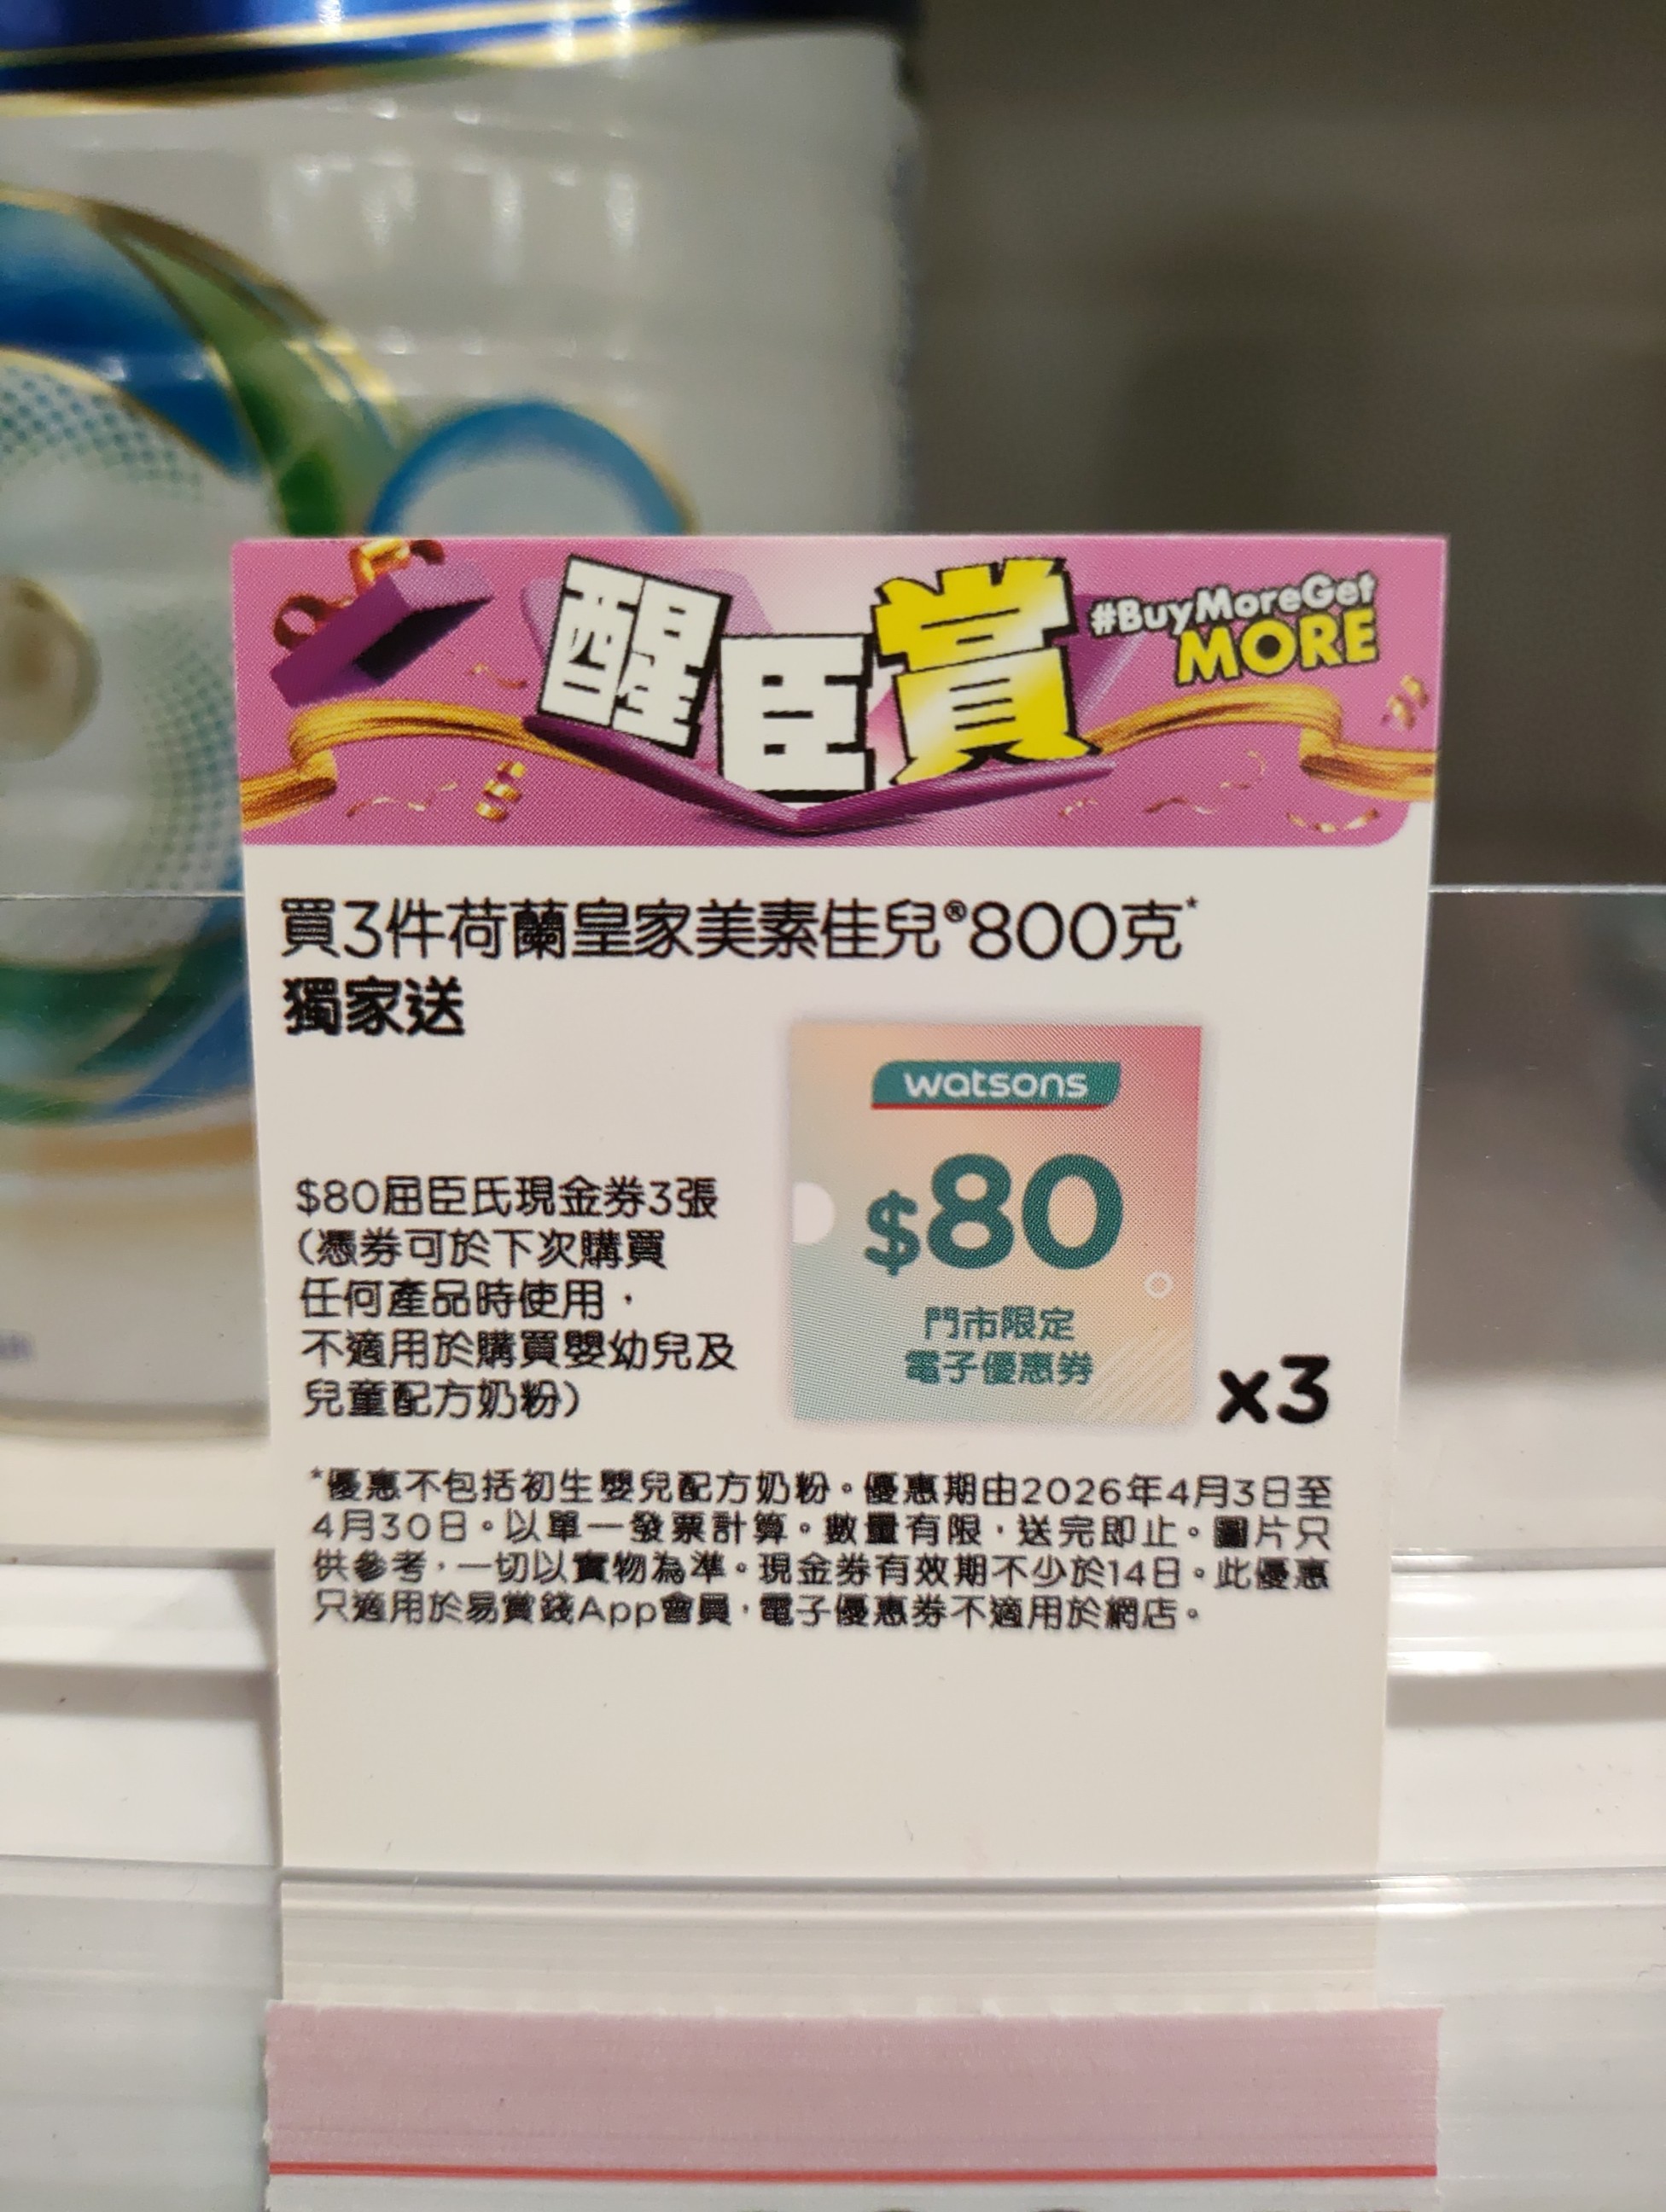 醒臣賞
#BuyMoreGet
MORE
買3件荷蘭皇家美素佳兒®800克*
獨家送
watsons
$80
門市限定
電子優惠券
x3
$80屈臣氏現金券3張
(憑券可於下次購買
任何產品時使用，
不適用於購買嬰幼兒及
兒童配方奶粉)
*優惠不包括初生嬰兒配方奶粉。優惠期由2026年4月3日至
4月30日。以單一發票計算。數量有限，送完即止。圖片只
供參考，一切以實物為準。現金券有效期不少於14日。此優惠
只適用於易賞錢App會員，電子優惠券不適用於網店。